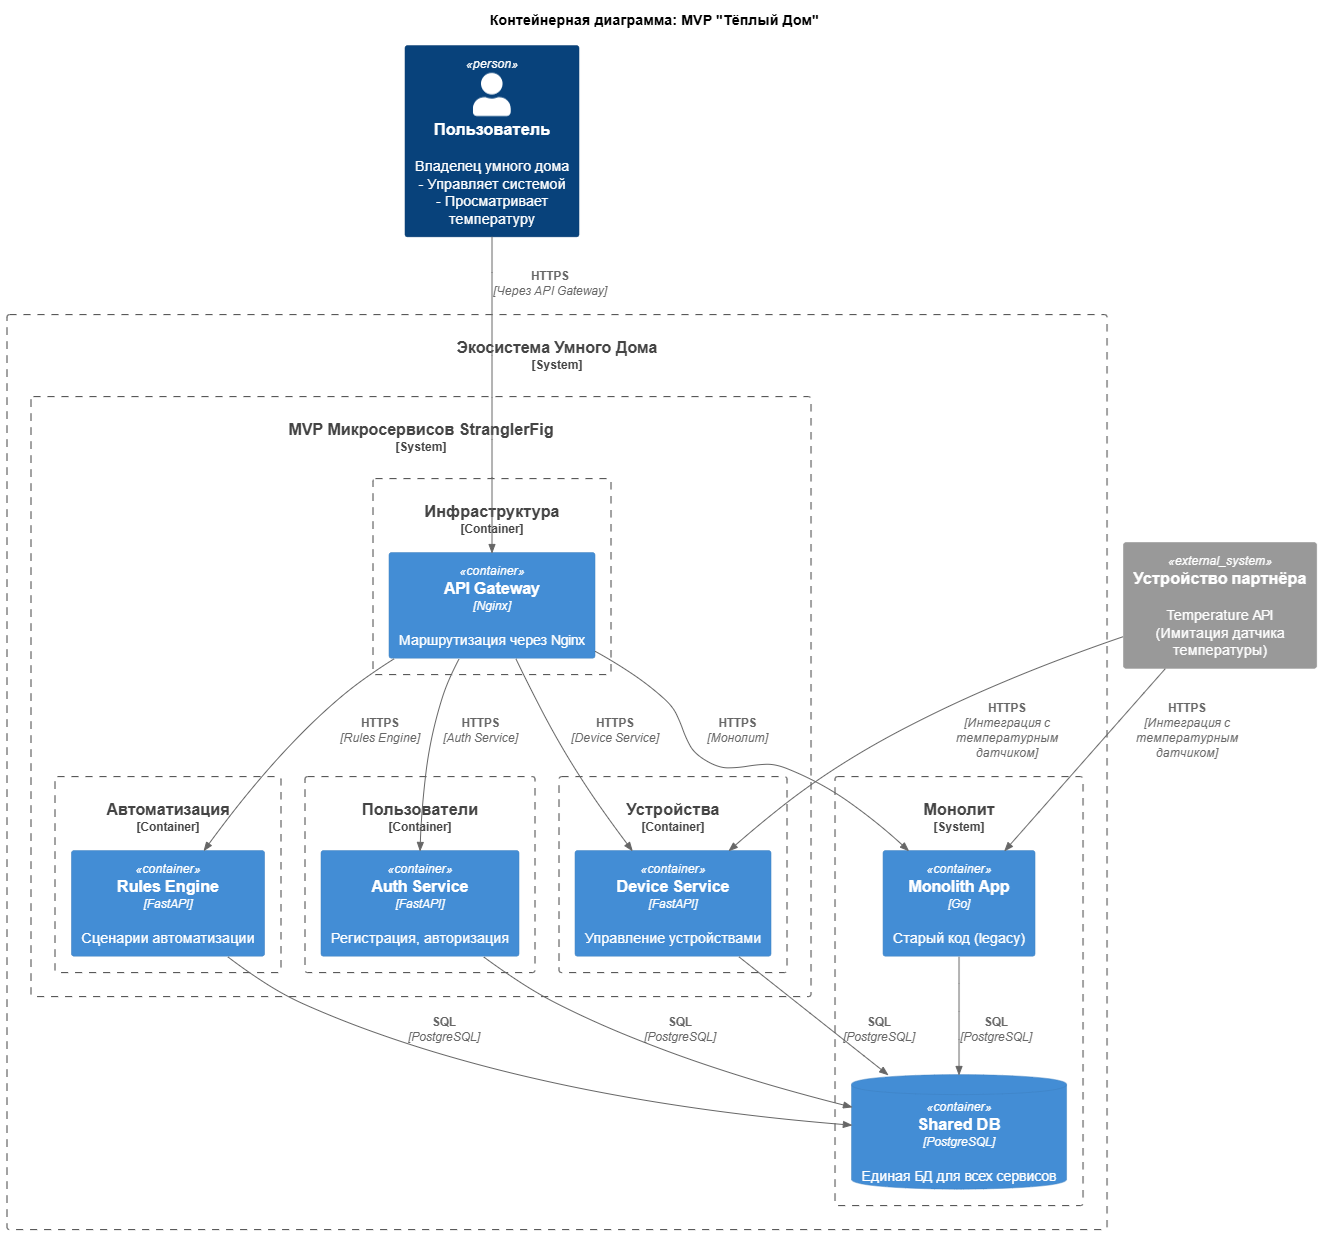 Контейнерная диаграмма: MVP "Тёплый Дом"
«person»
Пользователь
Владелец умного дома
- Управляет системой
- Просматривает
температуру
HTTPS
[Через API Gateway]
Экосистема Умного Дома
[System]
MVP Микросервисов StranglerFig
[System]
Инфраструктура
[Container]
«container»
API Gateway
[Nginx]
Маршрутизация через Nginx
«external_system»
Устройство партнёра
Temperature API
(Имитация датчика
температуры)
HTTPS
[Rules Engine]
HTTPS
[Auth Service]
HTTPS
[Device Service]
HTTPS
[Монолит]
HTTPS
[Интеграция с
температурным
датчиком]
HTTPS
[Интеграция с
температурным
датчиком]
Автоматизация
[Container]
«container»
Rules Engine
[FastAPI]
Сценарии автоматизации
Пользователи
[Container]
«container»
Auth Service
[FastAPI]
Регистрация, авторизация
Устройства
[Container]
«container»
Device Service
[FastAPI]
Управление устройствами
Монолит
[System]
«container»
Monolith App
[Go]
Старый код (legacy)
SQL
[PostgreSQL]
SQL
[PostgreSQL]
SQL
[PostgreSQL]
SQL
[PostgreSQL]
«container»
Shared DB
[PostgreSQL]
Единая БД для всех сервисов